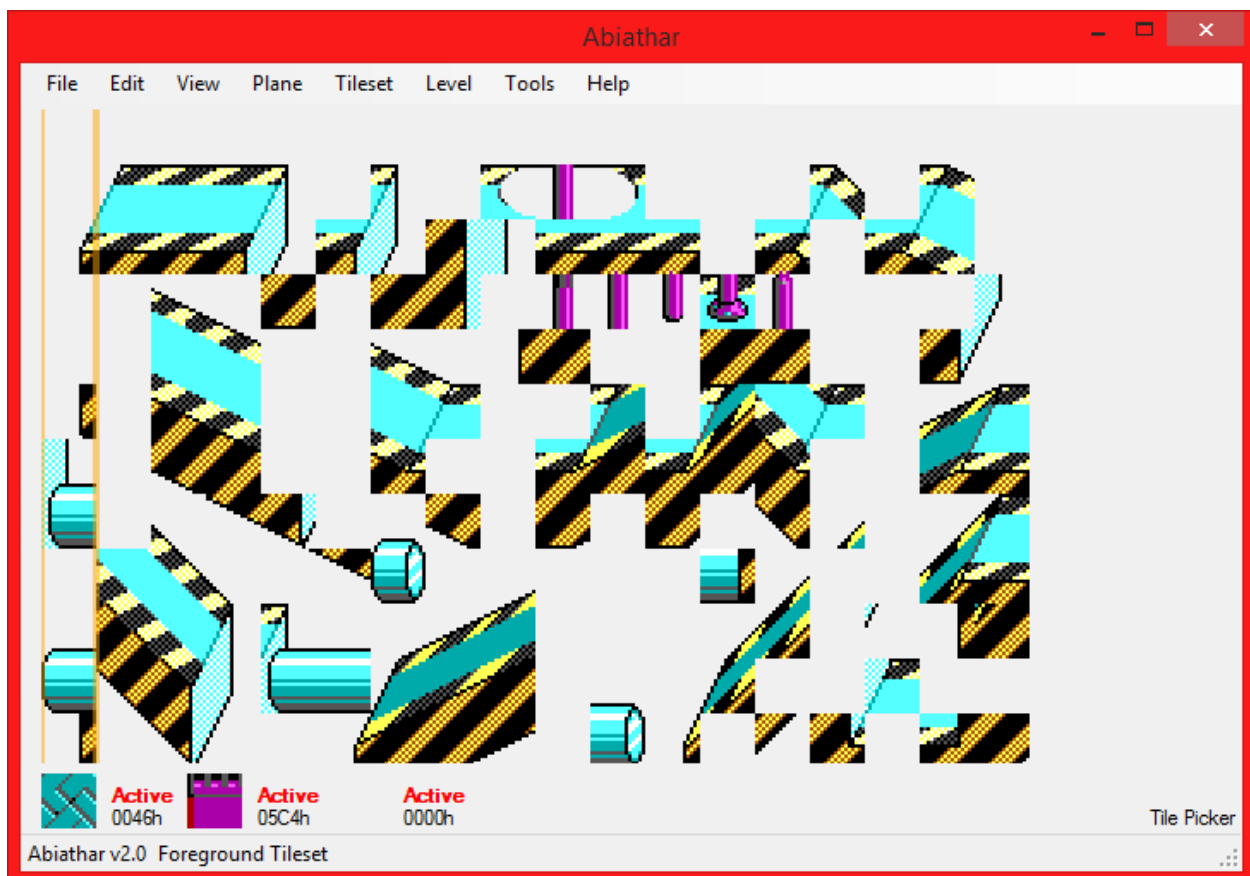 Abiathar
File Edit View Plane Tileset Level Tools Help
Active Active Active
0046h 05C4h 0000h Tile Picker
Abiathar v2.0 Foreground Tileset